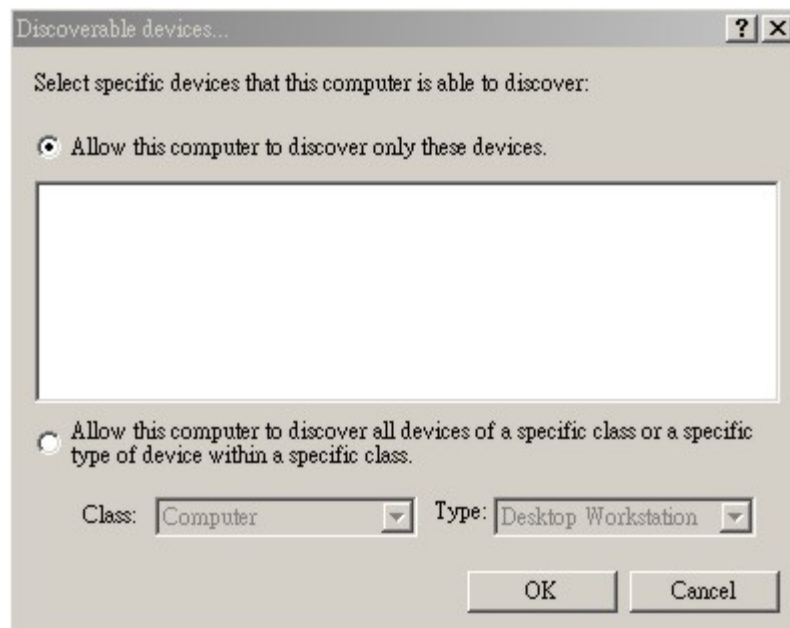 Discoverable devices...
Select specific devices that this computer is able to discover:
Allow this computer to discover only these devices.
Allow this computer to discover all devices of a specific class or a specific
type of device within a specific class.
Class: Computer Type: Desktop Workstation
OK Cancel